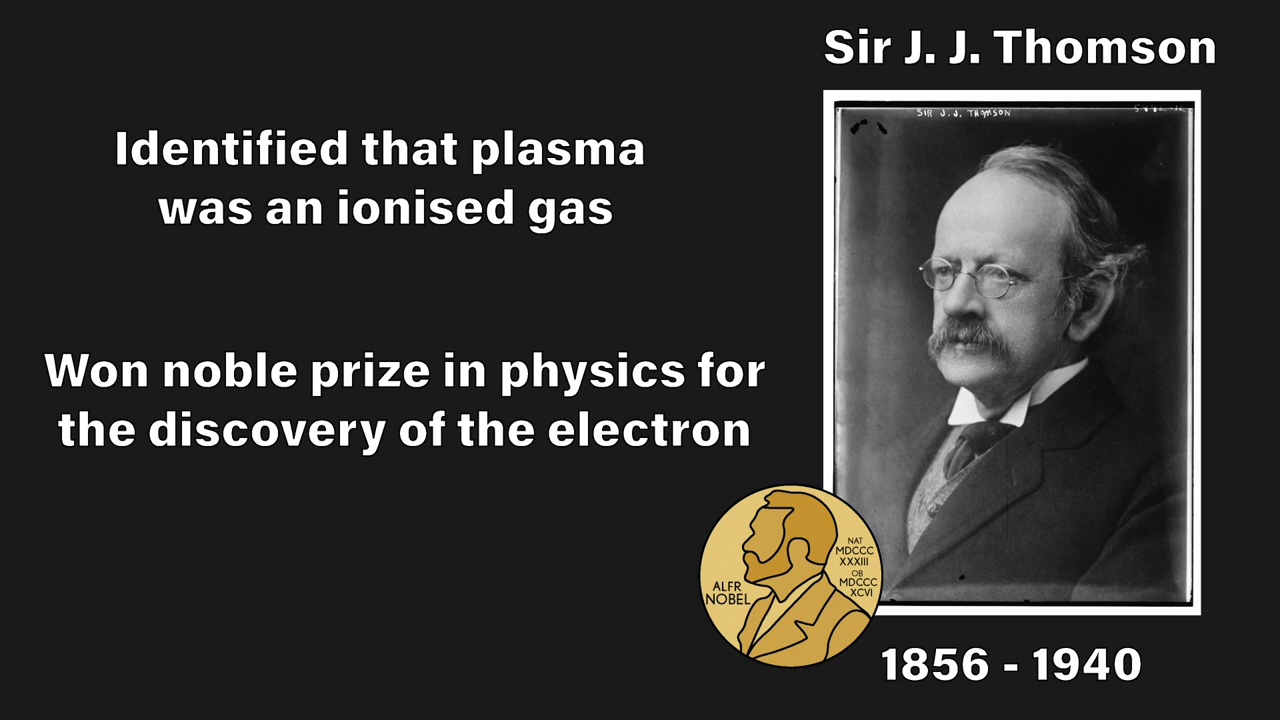 Sir J. J. Thomson
SIR J.J. THOMSON
Identified that plasma
was an ionised gas
Won noble prize in physics for
the discovery of the electron
ALFR
NOBEL
NAT
MDCCC
XXXIII
OB
MDCCC
XCVI
1856 - 1940